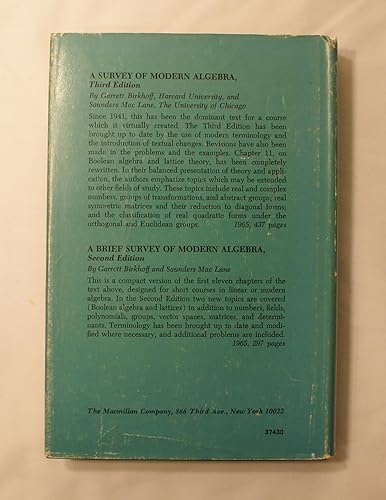 A SURVEY OF MODERN ALGEBRA,
Third Edition
By Garrett Birkhoff, Harvard University, and
Saunders Mac Lane, The University of Chicago
Since 1941, this has been the dominant text for a course
which it virtually created. The Third Edition has been
brought up to date by the use of modern terminology and
the introduction of textual changes. Revisions have also
been made in the problems and the examples. Chapter 11,
on Boolean algebra and lattice theory, has been completely
rewritten. In their balanced presentation of theory and appli-
cation, the authors emphasize topics which may be extended
to other fields of study. These topics include real and complex
numbers, groups of transformations, and abstract groups; real
symmetric matrices and their reduction to diagonal forms;
and the classification of real quadratic forms under the
orthogonal and Euclidean groups. 1965, 437 pages
A BRIEF SURVEY OF MODERN ALGEBRA,
Second Edition
By Garrett Birkhoff and Saunders Mac Lane
This is a compact version of the first eleven chapters of the
text above, designed for short courses in linear or modern
algebra. In the Second Edition two new topics are covered
(Boolean algebra and lattices) in addition to numbers, fields,
polynomials, groups, vector spaces, matrices, and determi-
nants. Terminology has been brought up to date and modi-
fied where necessary, and additional problems are included.
1965, 297 pages
The Macmillan Company, 866 Third Ave., New York 10022
37430